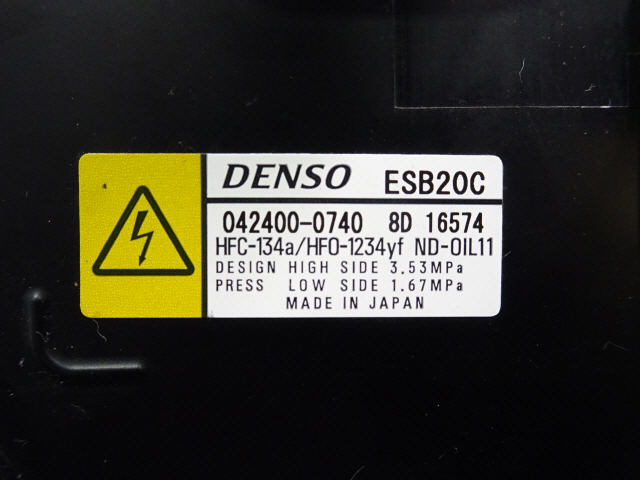 DENSO ESB20C
042400-0740 8D 16574
HFC-134a/HFO-1234yf ND-OIL11
DESIGN HIGH SIDE 3.53MPa
PRESS LOW SIDE 1.67MPa
MADE IN JAPAN